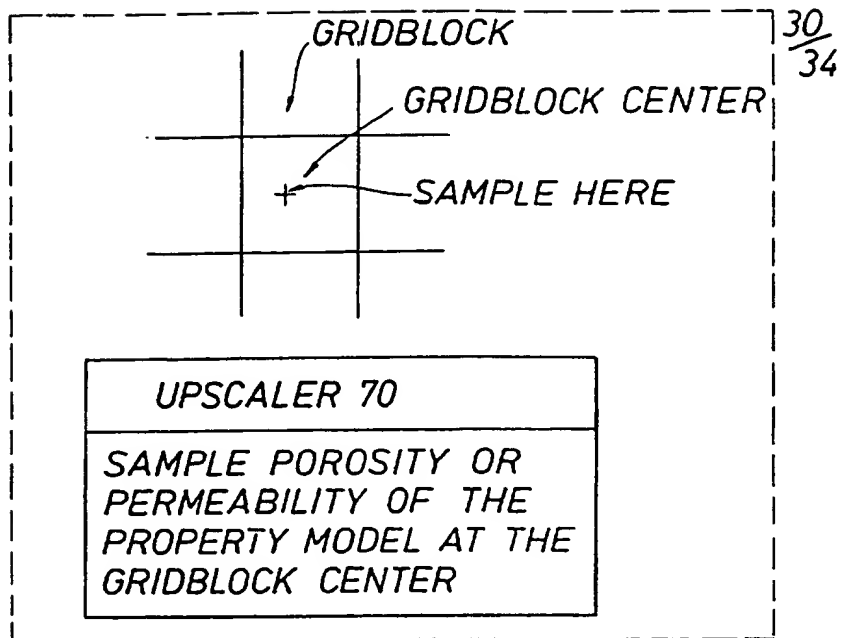 30
34
GRIDBLOCK
GRIDBLOCK CENTER
SAMPLE HERE
UPSCALER 70
SAMPLE POROSITY OR
PERMEABILITY OF THE
PROPERTY MODEL AT THE
GRIDBLOCK CENTER